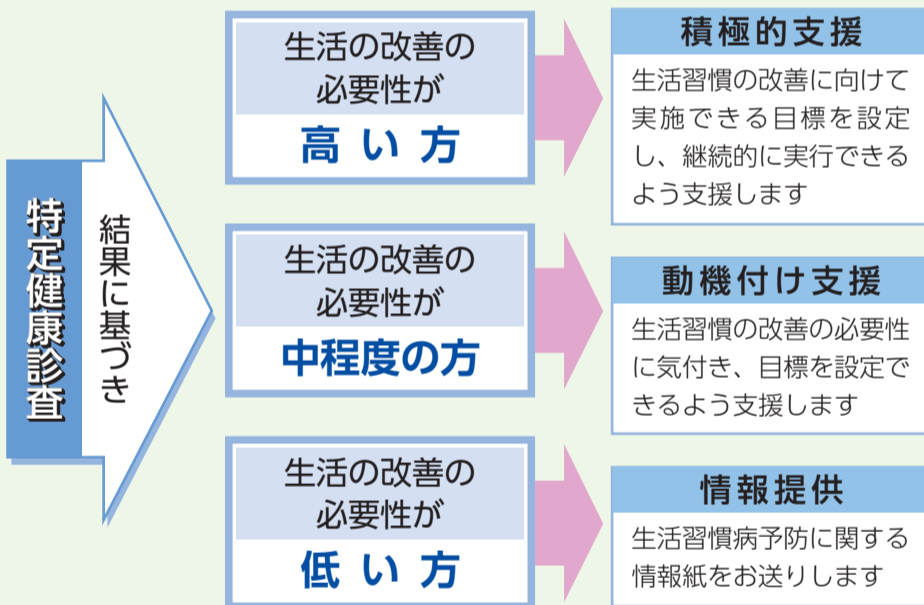 特定健康診査
結果に基づき
生活の改善の
必要性が
高い方
積極的支援
生活習慣の改善に向けて
実施できる目標を設定
し、継続的に実行できる
よう支援します
生活の改善の
必要性が
中程度の方
動機付け支援
生活習慣の改善の必要性
に気付き、目標を設定で
きるよう支援します
生活の改善の
必要性が
低い方
情報提供
生活習慣病予防に関する
情報紙をお送りします